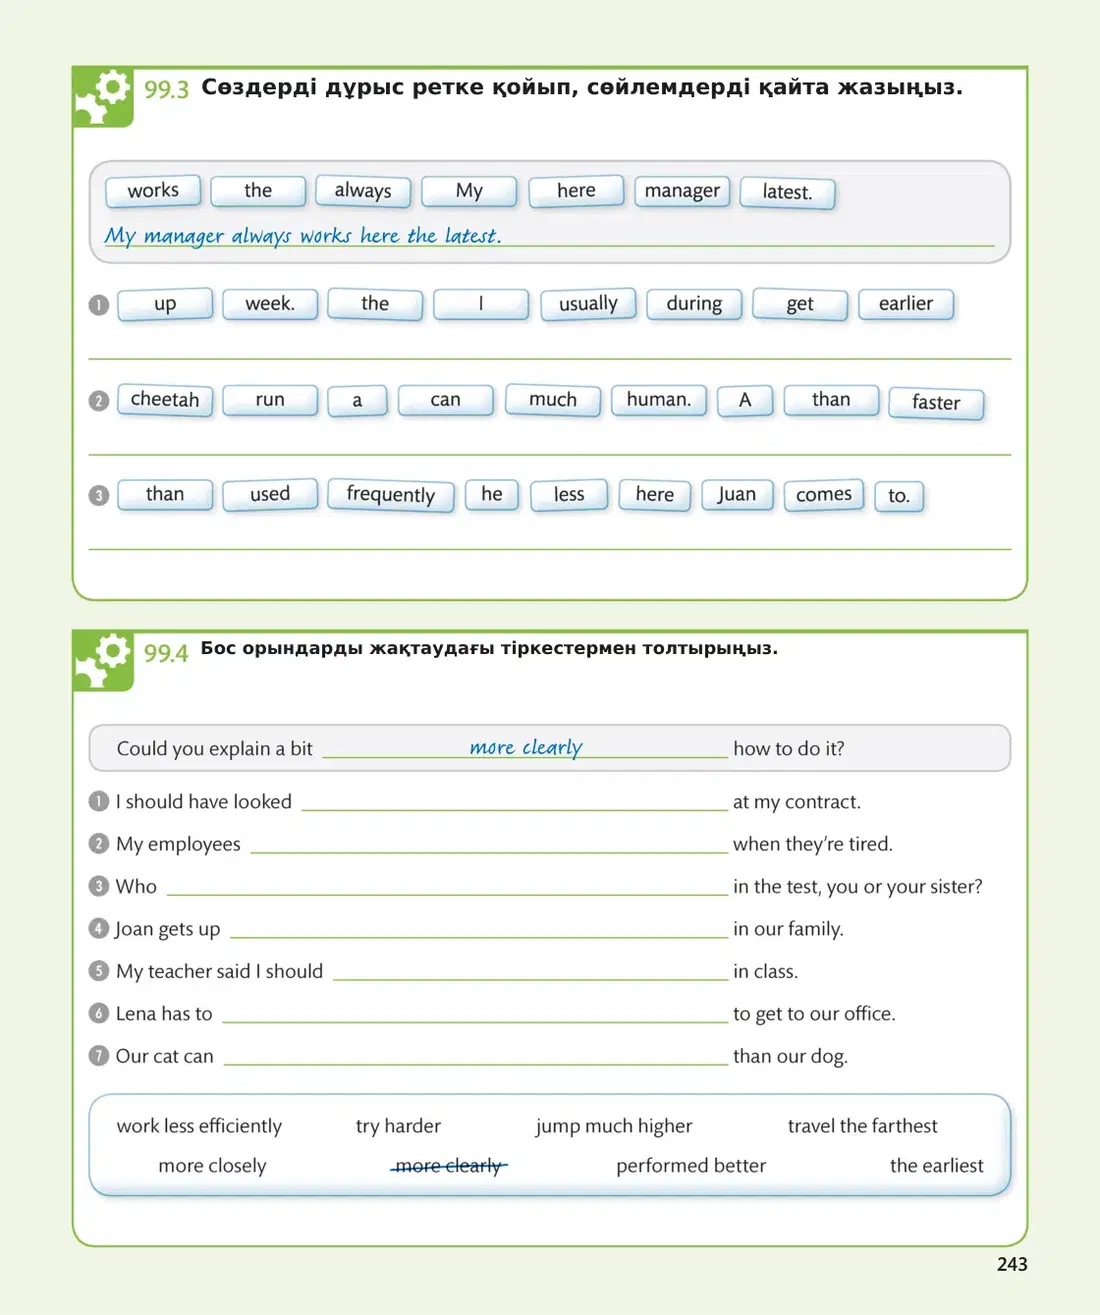 99.3 Сөздерді дұрыс ретке қойып, сөйлемдерді қайта жазыңыз.
works the always My here manager latest.
My manager always works here the latest.
1 up week. the I usually during get earlier
2 cheetah run a can much human. A than faster
3 than used frequently he less here Juan comes to.
99.4 Бос орындарды жақтаудағы тіркестермен толтырыңыз.
Could you explain a bit more clearly how to do it?
1 I should have looked at my contract.
2 My employees when they’re tired.
3 Who in the test, you or your sister?
4 Joan gets up in our family.
5 My teacher said I should in class.
6 Lena has to to get to our office.
7 Our cat can than our dog.
work less efficiently try harder jump much higher travel the farthest
more closely more clearly performed better the earliest
243